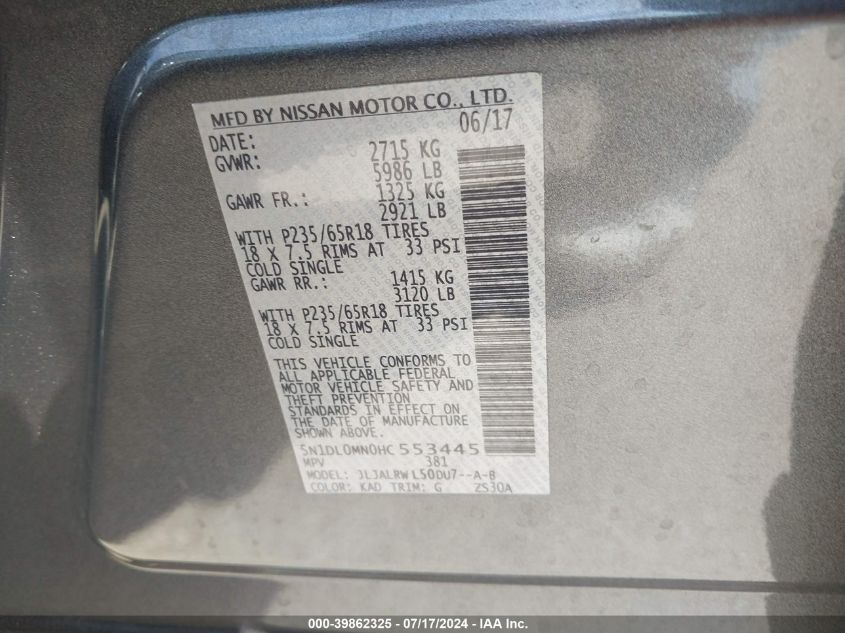 MFD BY NISSAN MOTOR CO., LTD.
DATE: 06/17
GVWR: 2715 KG
5986 LB
GAWR FR.: 1325 KG
2921 LB
WITH P235/65R18 TIRES
18 X 7.5 RIMS AT 33 PSI
COLD SINGLE
GAWR RR.: 1415 KG
3120 LB
WITH P235/65R18 TIRES
18 X 7.5 RIMS AT 33 PSI
COLD SINGLE
THIS VEHICLE CONFORMS TO
ALL APPLICABLE FEDERAL
MOTOR VEHICLE SAFETY AND
THEFT PREVENTION
STANDARDS IN EFFECT ON
THE DATE OF MANUFACTURE
SHOWN ABOVE.
5N1DL0MN0HC553445
MPV 381
MODEL: JLJALRWL50DU7--A-B
COLOR: KAD TRIM: G ZS30A
000-39862325 - 07/17/2024 - IAA Inc.